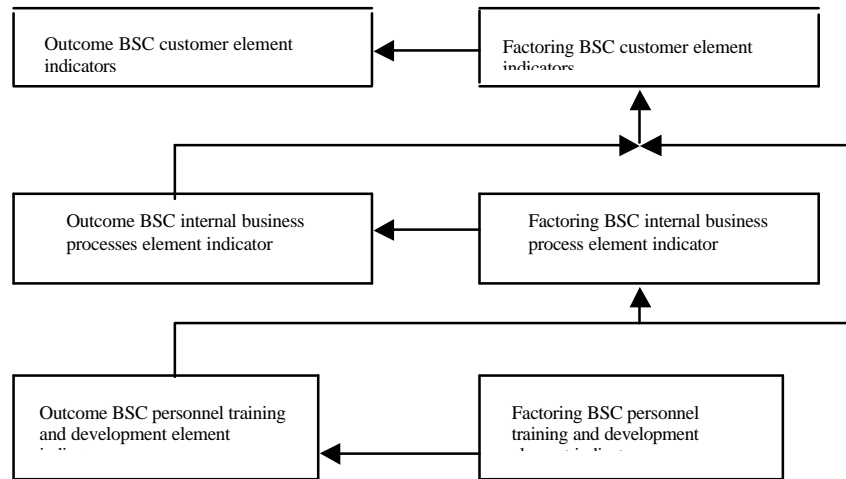 Outcome BSC customer element
indicators
Factoring BSC customer element
indicators
Outcome BSC internal business
processes element indicator
Factoring BSC internal business
process element indicator
Outcome BSC personnel training
and development element
Factoring BSC personnel
training and development